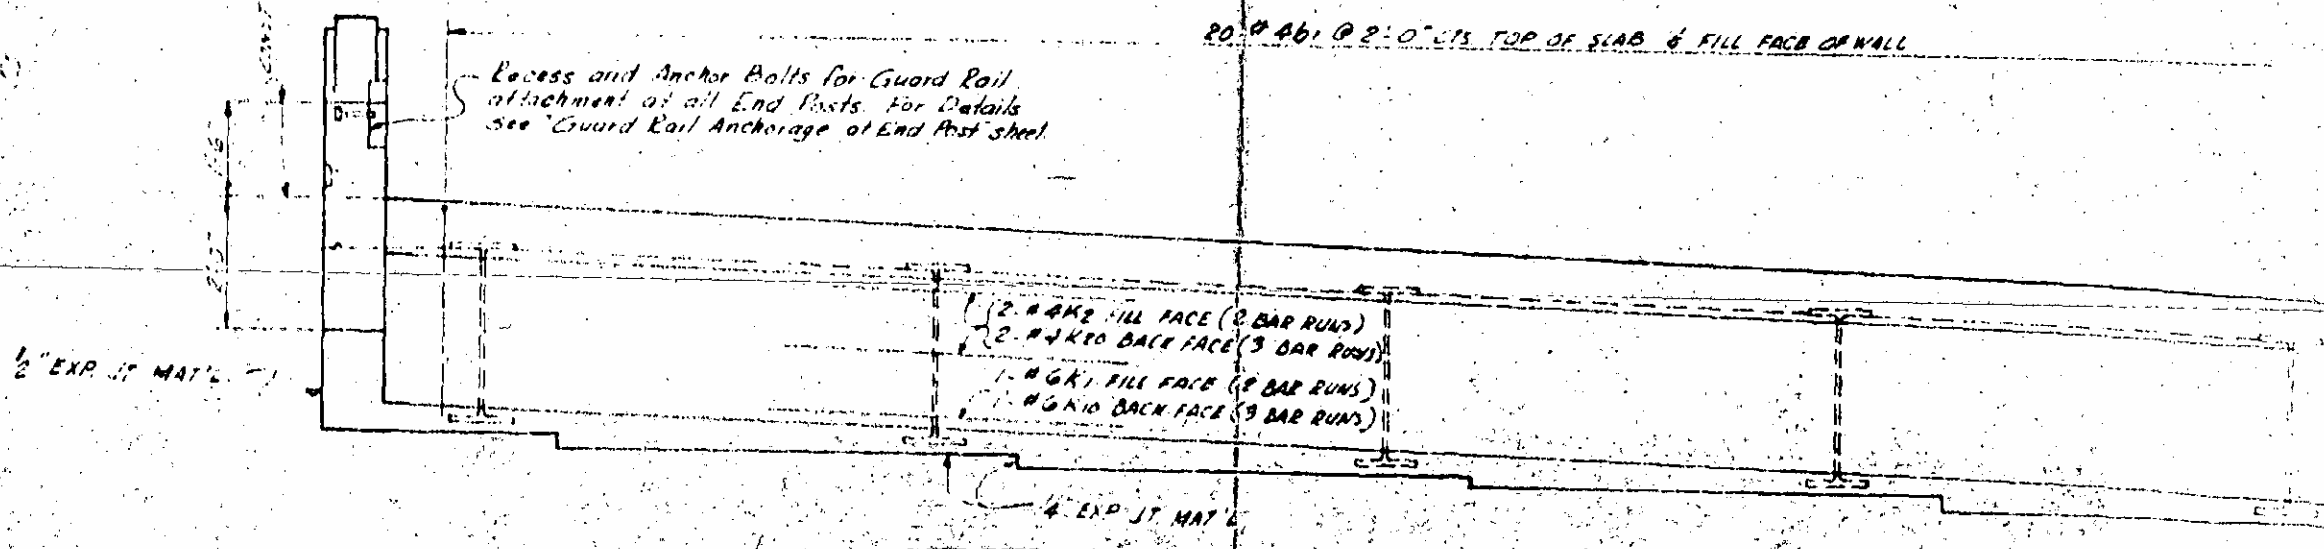 20 # 4b1 @ 2'-0" CTS TOP OF SLAB & FILL FACE OF WALL
Recess and Anchor Bolts for Guard Rail
attachment at all End Posts. For Details
See "Guard Rail Anchorage at End Post" sheet.
2-#4K2 FILL FACE (2 BAR RUNS)
2-#4K20 BACK FACE (3 BAR RUNS)
1-#6K1 FILL FACE (2 BAR RUNS)
1-#6K10 BACK FACE (3 BAR RUNS)
½" EXP. JT. MAT'L.
EXP JT MAT'L